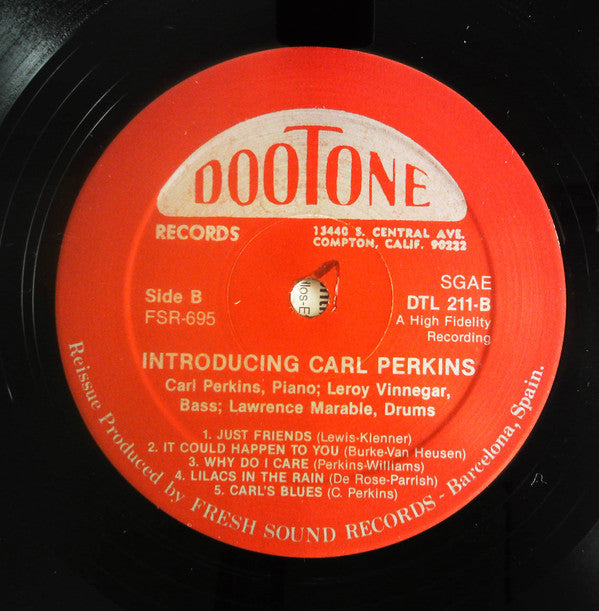 DOOTONE
RECORDS
13440 S. CENTRAL AVE.
COMPTON, CALIF. 90222
Side B
FSR-695
SGAE
DTL 211-B
A High Fidelity
Recording
INTRODUCING CARL PERKINS
Carl Perkins, Piano; Leroy Vinnegar,
Bass; Lawrence Marable, Drums
1. JUST FRIENDS (Lewis-Klenner)
2. IT COULD HAPPEN TO YOU (Burke-Van Heusen)
3. WHY DO I CARE (Perkins-Williams)
4. LILACS IN THE RAIN (De Rose-Parrish)
5. CARL'S BLUES (C. Perkins)
Reissue Produced by FRESH SOUND RECORDS - Barcelona, Spain.